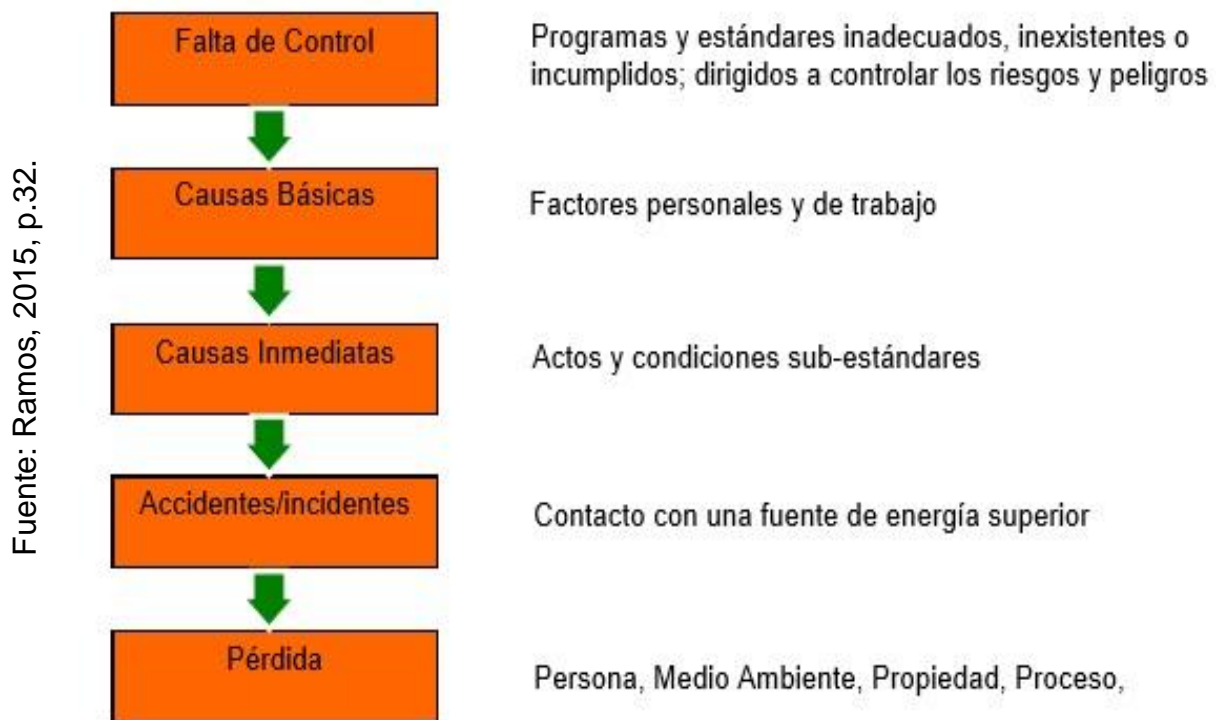 Falta de Control
Programas y estándares inadecuados, inexistentes o
incumplidos; dirigidos a controlar los riesgos y peligros
Causas Básicas
Factores personales y de trabajo
Causas Inmediatas
Actos y condiciones sub-estándares
Accidentes/incidentes
Contacto con una fuente de energía superior
Pérdida
Persona, Medio Ambiente, Propiedad, Proceso,
Fuente: Ramos, 2015, p.32.